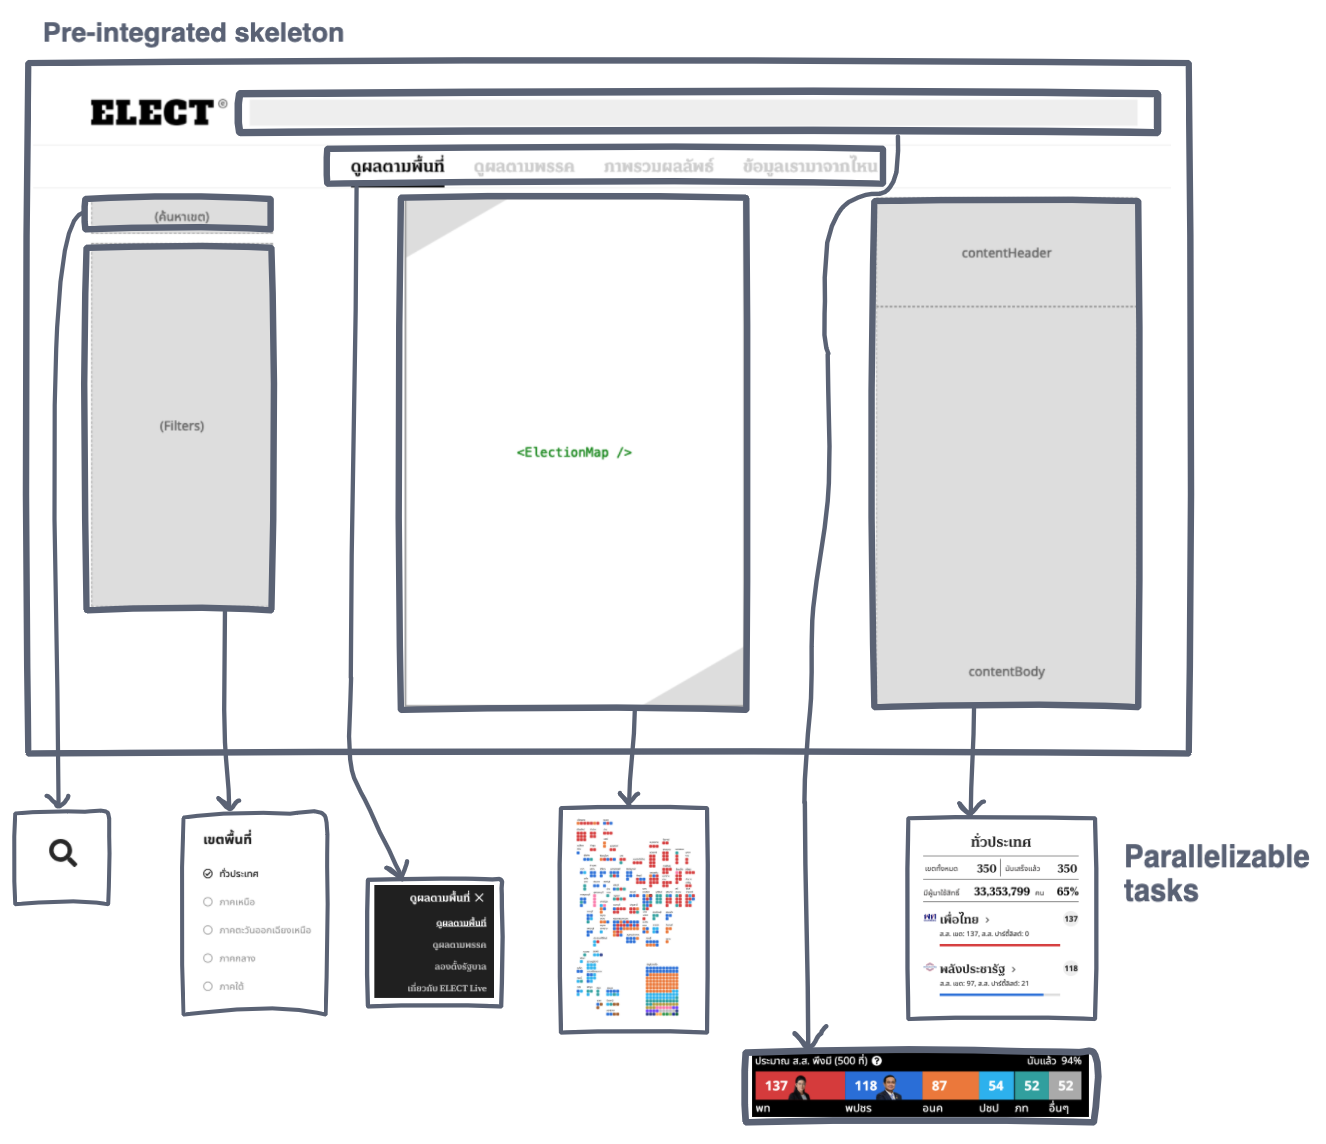 Pre-integrated skeleton
ELECT®
ดูผลตามพื้นที่ ดูผลตามพรรค ภาพรวมผลลัพธ์ ข้อมูลเรามาจากไหน
(ค้นหาเขต)
(Filters)
<ElectionMap />
contentHeader
contentBody
เขตพื้นที่
ทั่วประเทศ
ภาคเหนือ
ภาคตะวันออกเฉียงเหนือ
ภาคกลาง
ภาคใต้
ดูผลตามพื้นที่ ×
ดูผลตามพื้นที่
ดูผลตามพรรค
ลองตั้งรัฐบาล
เกี่ยวกับ ELECT Live
ทั่วประเทศ
เขตทั้งหมด 350 นับเสร็จแล้ว 350
มีผู้มาใช้สิทธิ์ 33,353,799 คน 65%
เพื่อไทย › 137
ส.ส. เขต: 137, ส.ส. ปาร์ตี้ลิสต์: 0
พลังประชารัฐ › 118
ส.ส. เขต: 97, ส.ส. ปาร์ตี้ลิสต์: 21
Parallelizable
tasks
ประมาณ ส.ส. พึงมี (500 ที่) ? นับแล้ว 94%
137 118 87 54 52 52
พท พปชร อนค ปชป ภท อื่นๆ